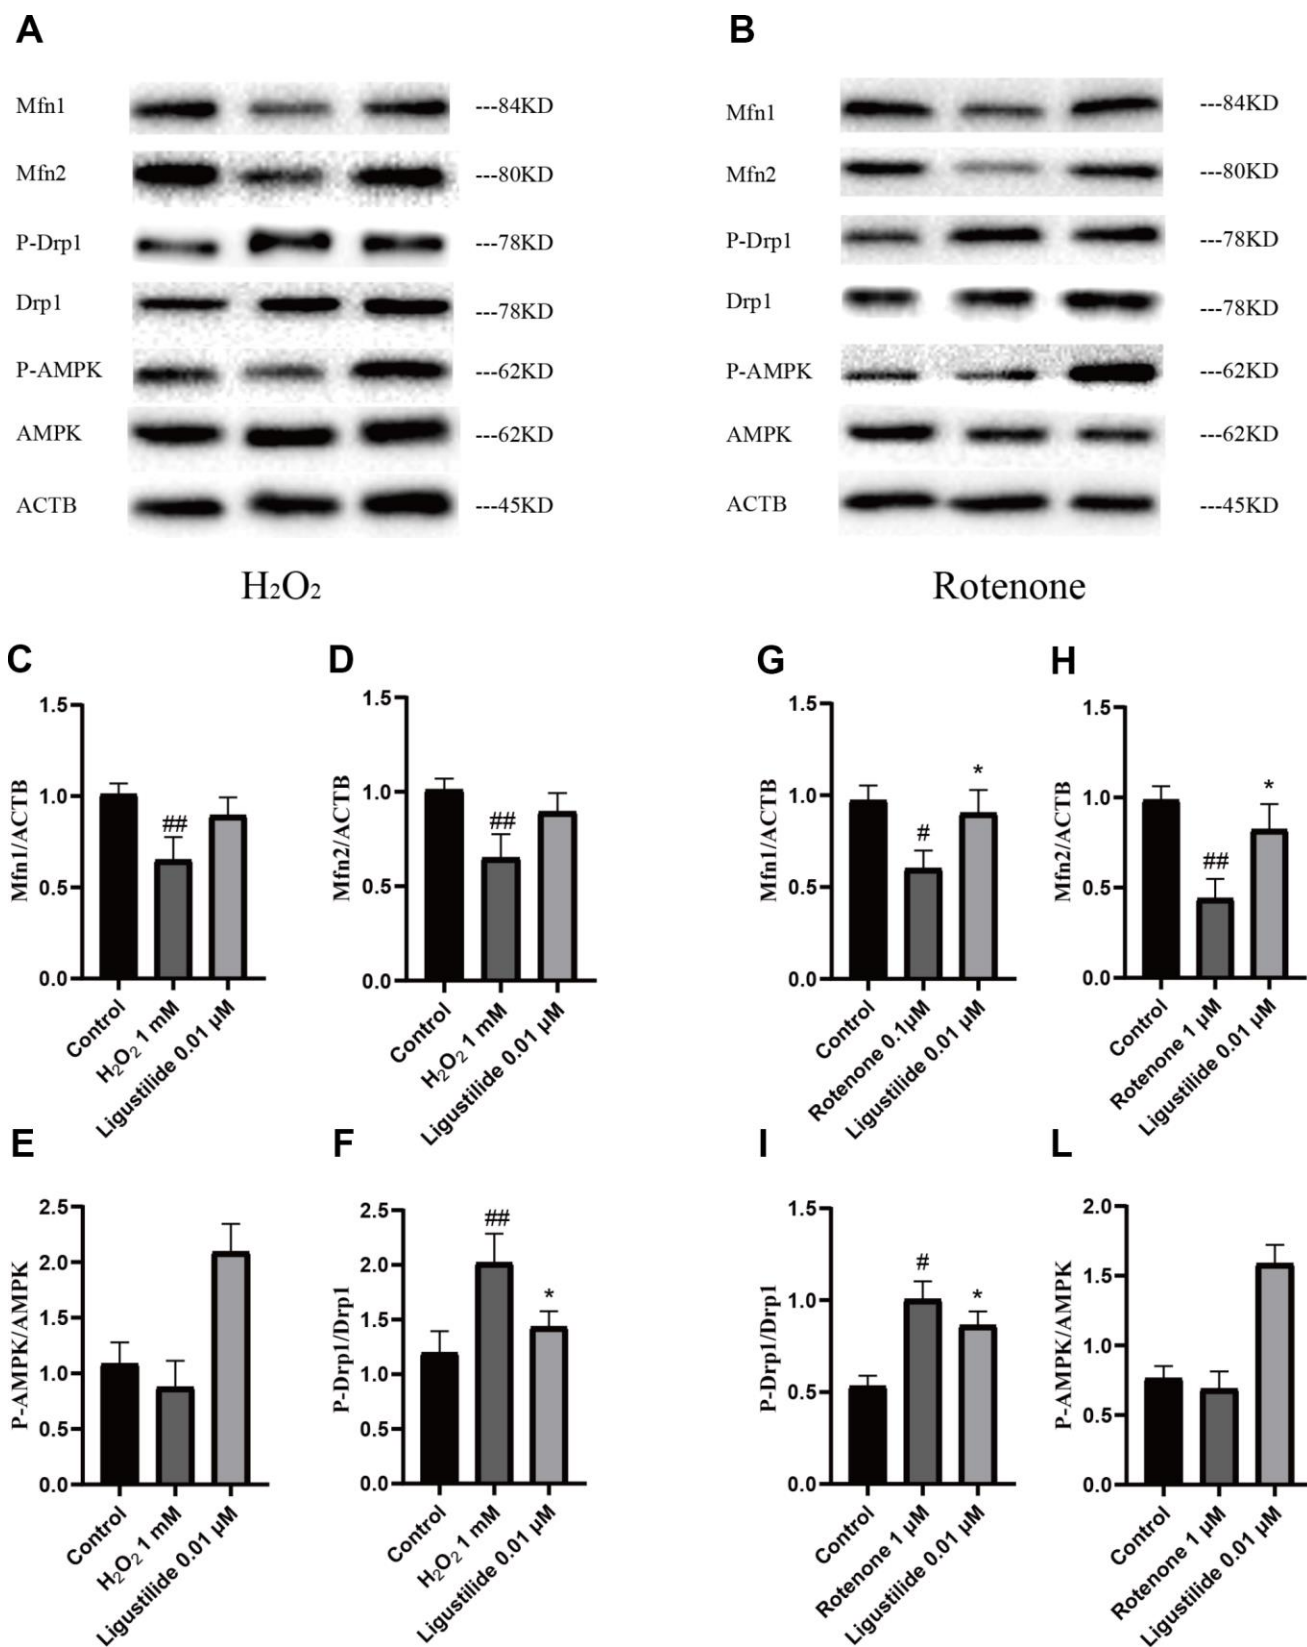 A
Mfn1 ---84KD
Mfn2 ---80KD
P-Drp1 ---78KD
Drp1 ---78KD
P-AMPK ---62KD
AMPK ---62KD
ACTB ---45KD
H₂O₂
B
Mfn1 ---84KD
Mfn2 ---80KD
P-Drp1 ---78KD
Drp1 ---78KD
P-AMPK ---62KD
AMPK ---62KD
ACTB ---45KD
Rotenone
C
Mfn1/ACTB
1.5
1.0
0.5
0.0
##
Control
H₂O₂ 1 mM
Ligustilide 0.01 μM
D
Mfn2/ACTB
1.5
1.0
0.5
0.0
##
Control
H₂O₂ 1 mM
Ligustilide 0.01 μM
G
Mfn1/ACTB
1.5
1.0
0.5
0.0
#
*
Control
Rotenone 0.1μM
Ligustilide 0.01 μM
H
Mfn2/ACTB
1.5
1.0
0.5
0.0
##
*
Control
Rotenone 1 μM
Ligustilide 0.01 μM
E
P-AMPK/AMPK
2.5
2.0
1.5
1.0
0.5
0.0
Control
H₂O₂ 1 mM
Ligustilide 0.01 μM
F
P-Drp1/Drp1
2.5
2.0
1.5
1.0
0.5
0.0
##
*
Control
H₂O₂ 1 mM
Ligustilide 0.01 μM
I
P-Drp1/Drp1
1.5
1.0
0.5
0.0
#
*
Control
Rotenone 1 μM
Ligustilide 0.01 μM
L
P-AMPK/AMPK
2.0
1.5
1.0
0.5
0.0
Control
Rotenone 1 μM
Ligustilide 0.01 μM